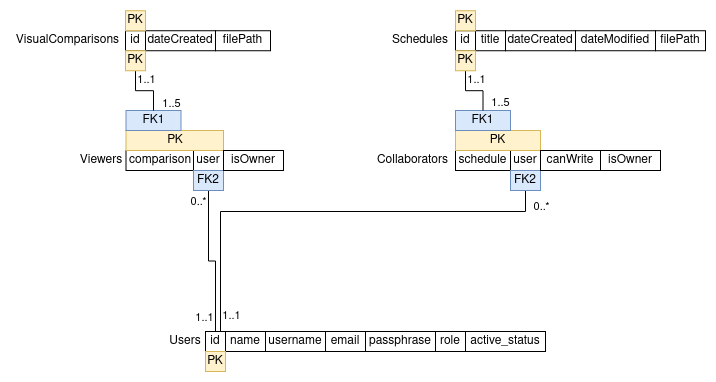 PK
PK
VisualComparisons id dateCreated filePath
Schedules id title dateCreated dateModified filePath
PK
PK
1..1
1..1
1..5
1..5
FK1
FK1
PK
PK
Viewers comparison user isOwner
Collaborators schedule user canWrite isOwner
FK2
FK2
0..*
0..*
1..1
1..1
Users id name username email passphrase role active_status
PK